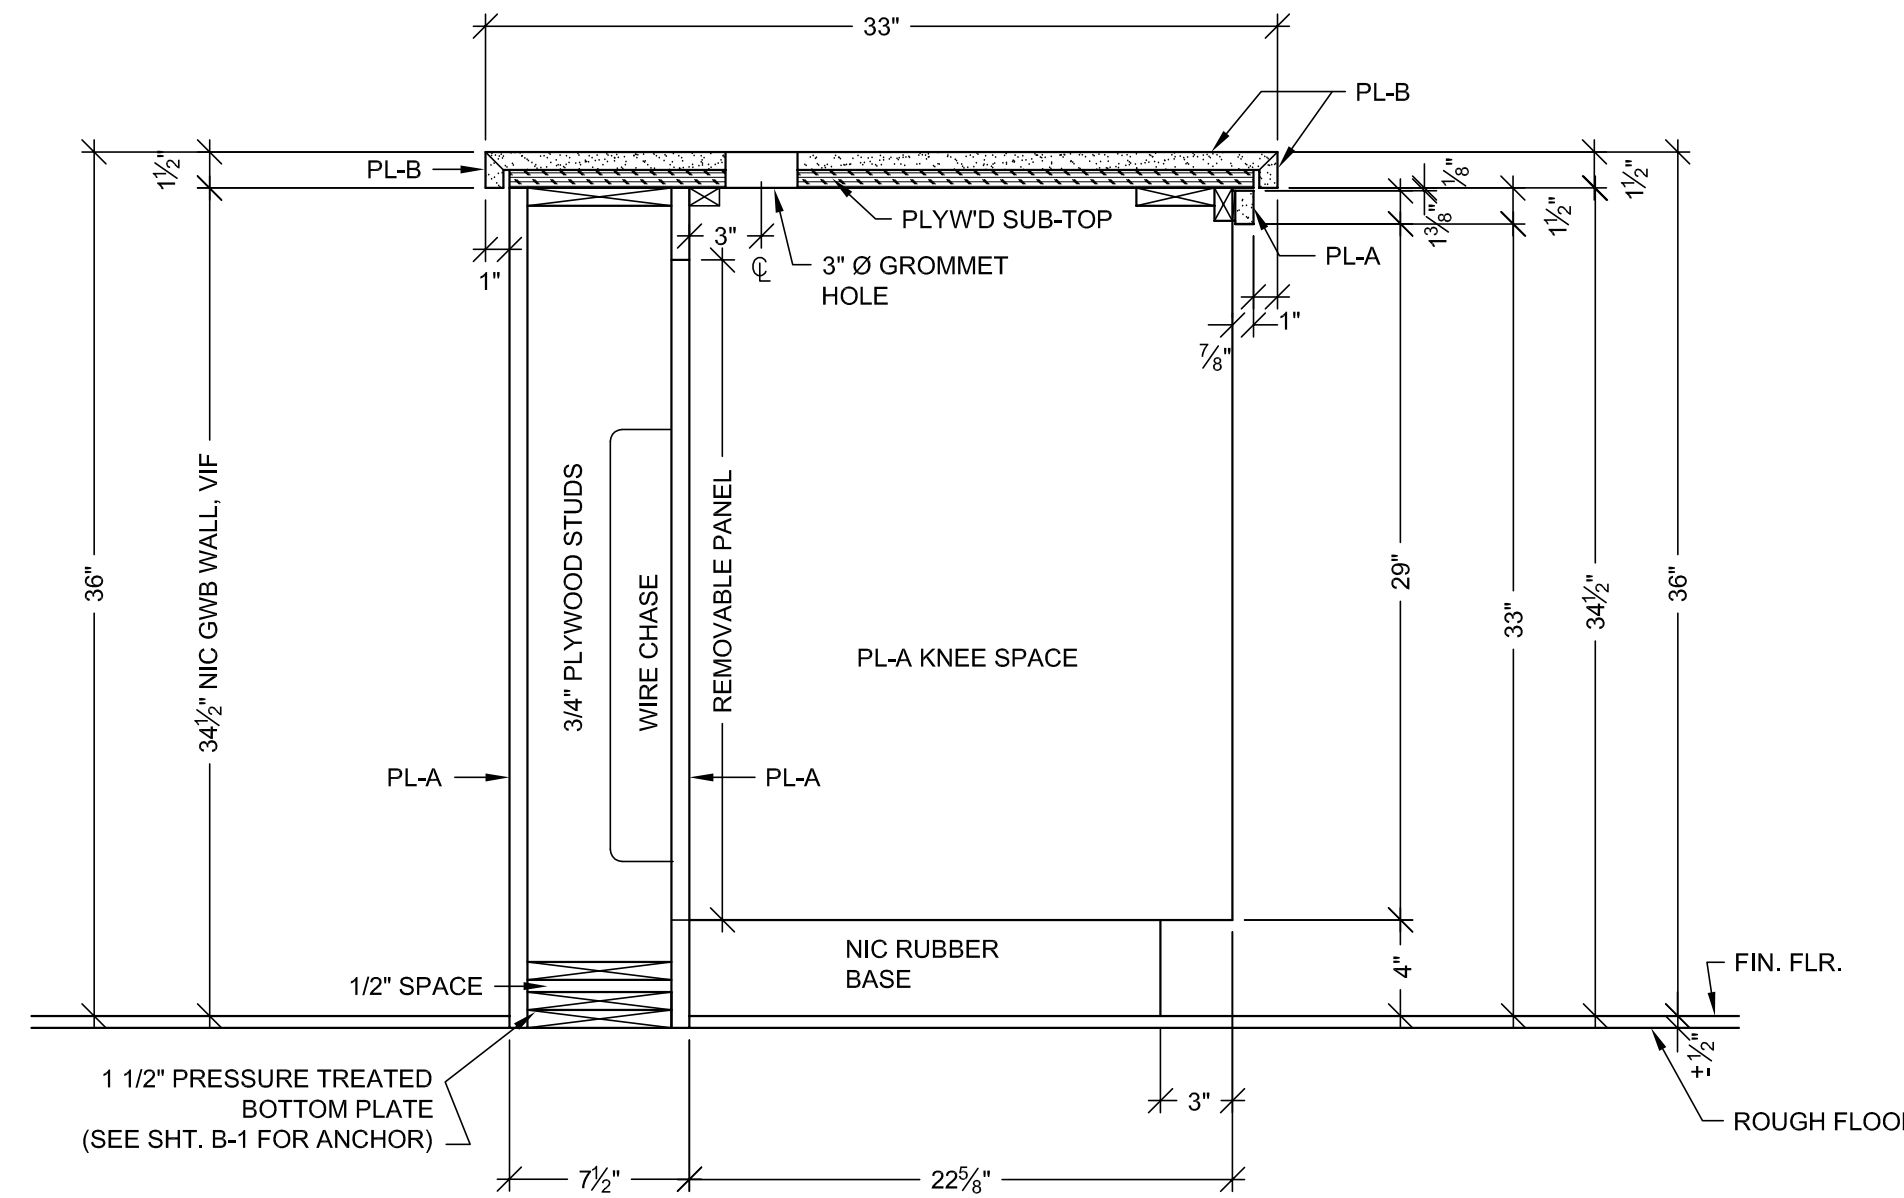 33"
PL-B
PL-B
1½"
1½"
⅛"
1⅜"
1½"
PLYW'D SUB-TOP
3"
℄
3" Ø GROMMET
HOLE
PL-A
1"
1"
⅞"
36"
34½" NIC GWB WALL, VIF
3/4" PLYWOOD STUDS
WIRE CHASE
REMOVABLE PANEL
PL-A KNEE SPACE
29"
33"
34½"
36"
PL-A
PL-A
NIC RUBBER
BASE
4"
1/2" SPACE
FIN. FLR.
±½"
1 1/2" PRESSURE TREATED
BOTTOM PLATE
(SEE SHT. B-1 FOR ANCHOR)
3"
ROUGH FLOO
7½"
22⅝"